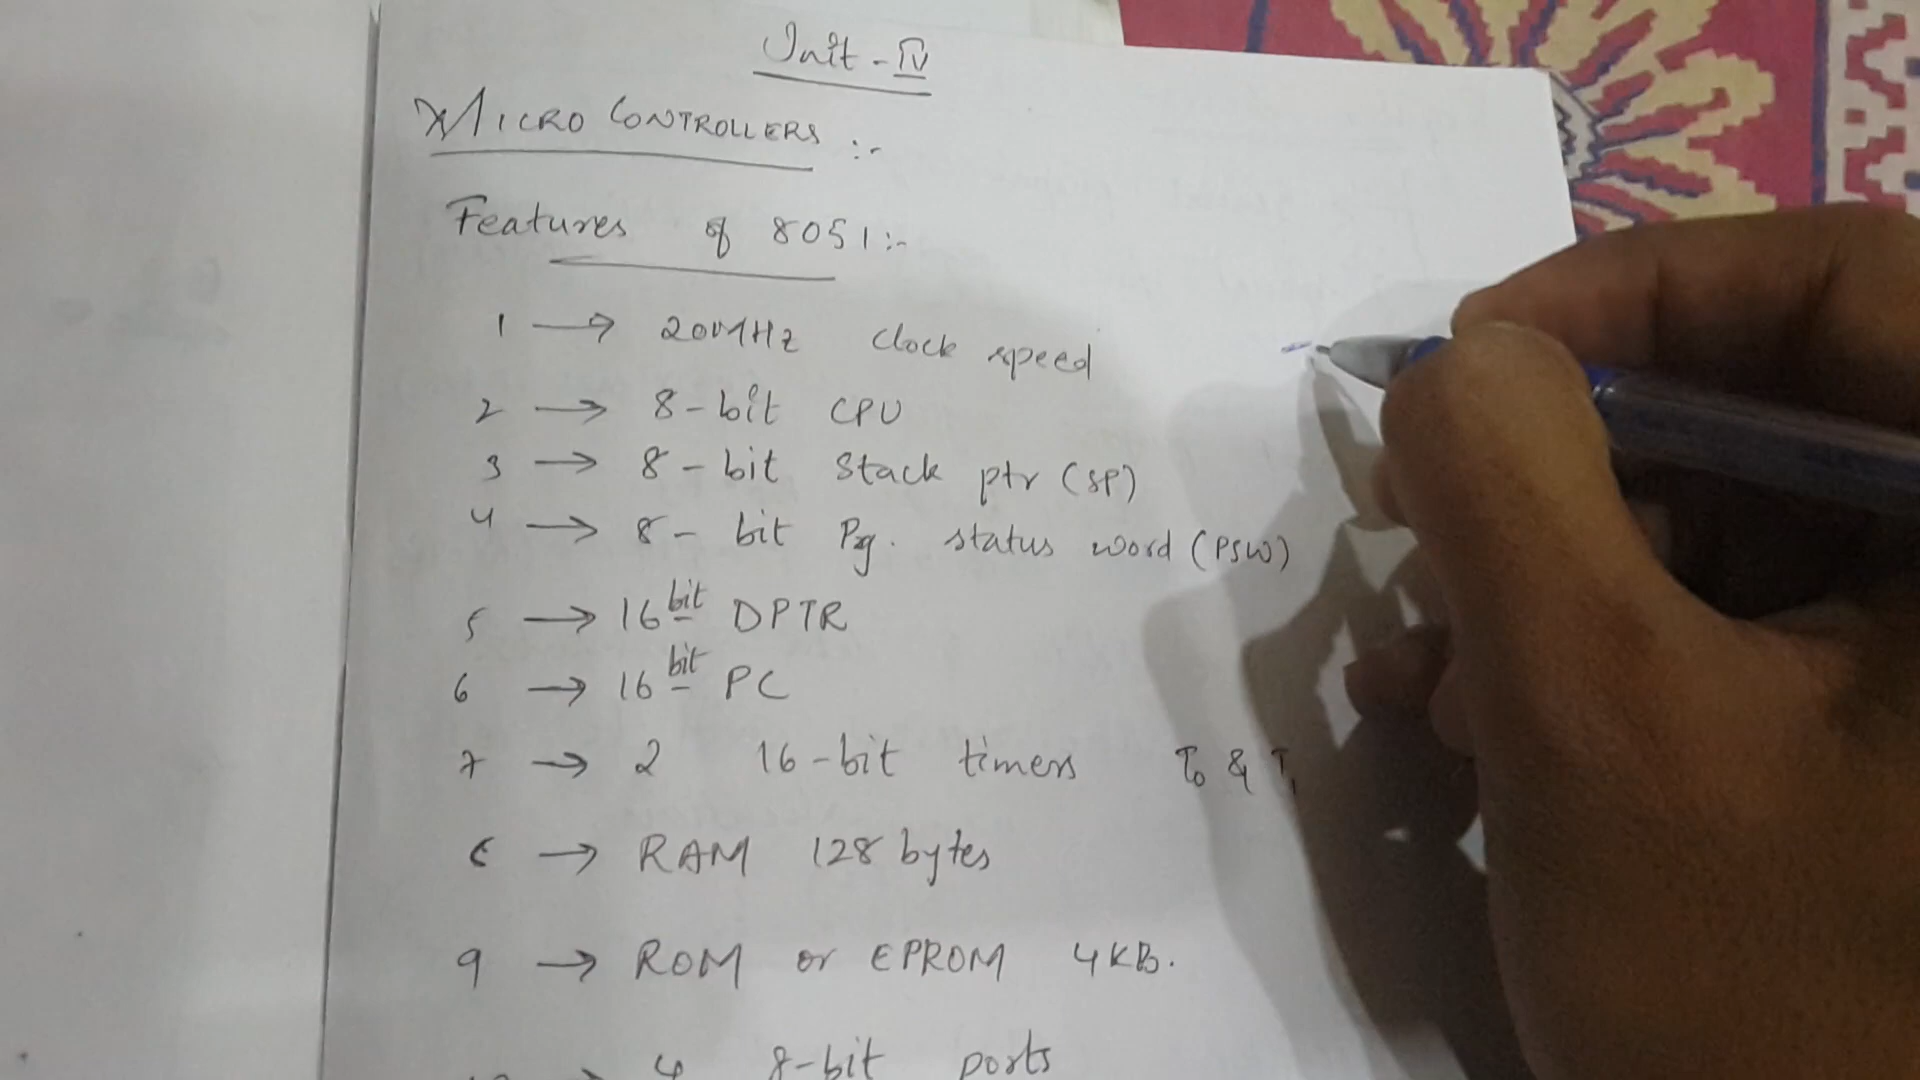 Unit - IV
MICRO CONTROLLERS :-
Features of 8051 :-
1 → 20MHz clock speed
2 → 8-bit CPU
3 → 8-bit Stack ptr (SP)
4 → 8-bit Prg. status word (PSW)
5 → 16 bit DPTR
6 → 16 bit PC
7 → 2 16-bit timers T0 & T1
8 → RAM 128 bytes
9 → ROM or EPROM 4KB.
4 8-bit ports